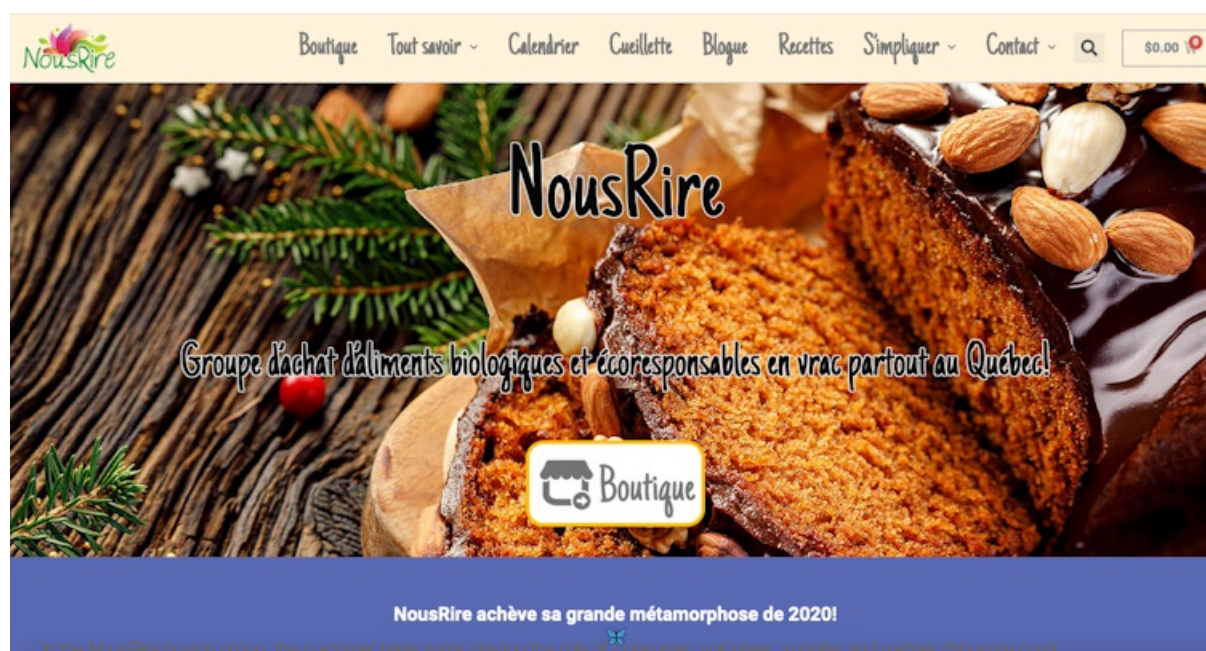 NousRire
Boutique Tout savoir Calendrier Cueillette Blogue Recettes S'impliquer Contact $0.00 0
NousRire
Groupe d'achat d'aliments biologiques et écoresponsables en vrac partout au Québec!
Boutique
NousRire achève sa grande métamorphose de 2020!